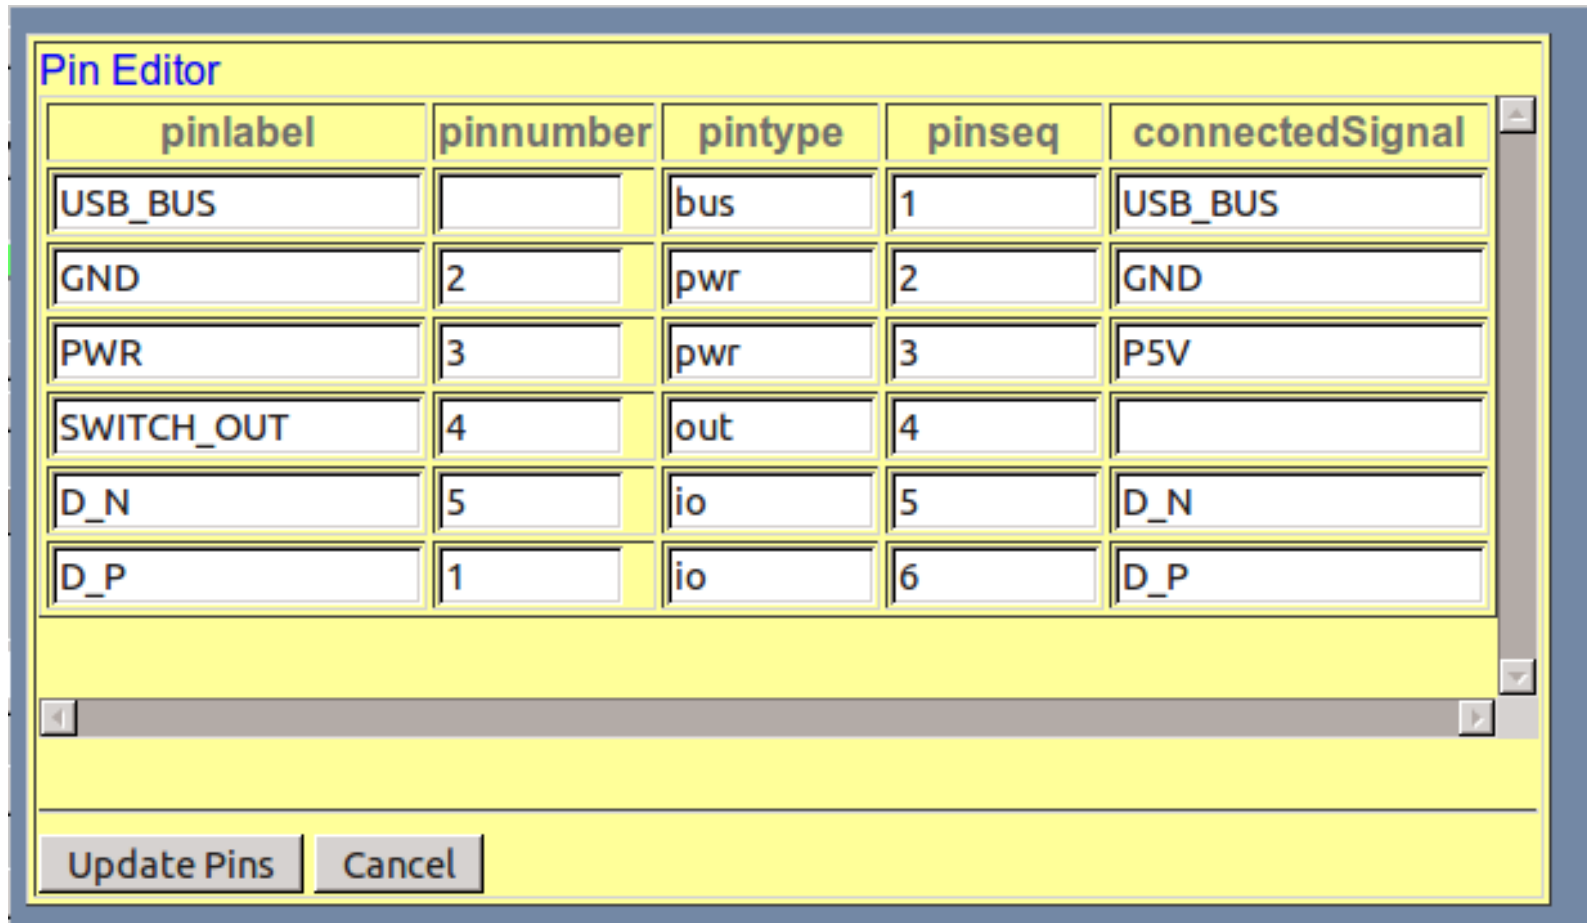 Pin Editor
pinlabel pinnumber pintype pinseq connectedSignal
USB_BUS bus 1 USB_BUS
GND 2 pwr 2 GND
PWR 3 pwr 3 P5V
SWITCH_OUT 4 out 4
D_N 5 io 5 D_N
D_P 1 io 6 D_P
Update Pins Cancel